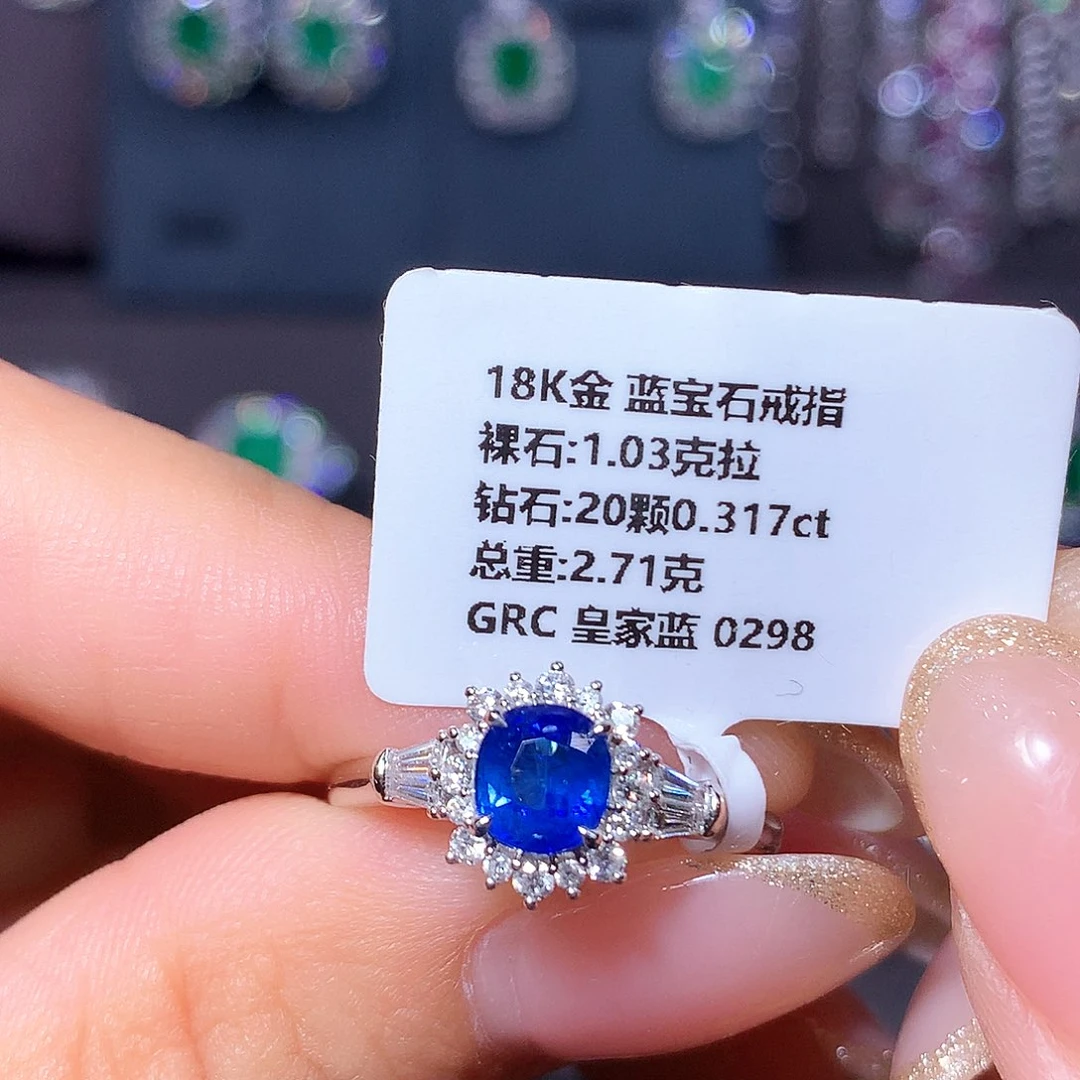 18K金 蓝宝石戒指
裸石:1.03克拉
钻石:20颗0.317ct
总重:2.71克
GRC 皇家蓝 0298